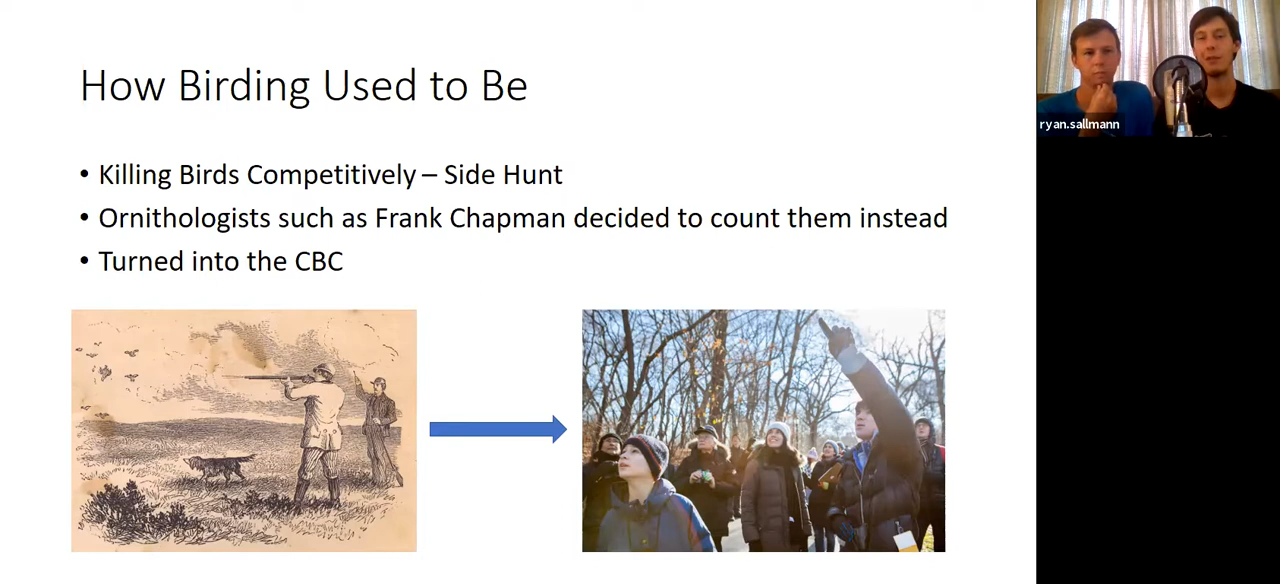 How Birding Used to Be
• Killing Birds Competitively – Side Hunt
• Ornithologists such as Frank Chapman decided to count them instead
• Turned into the CBC
ryan.sallmann